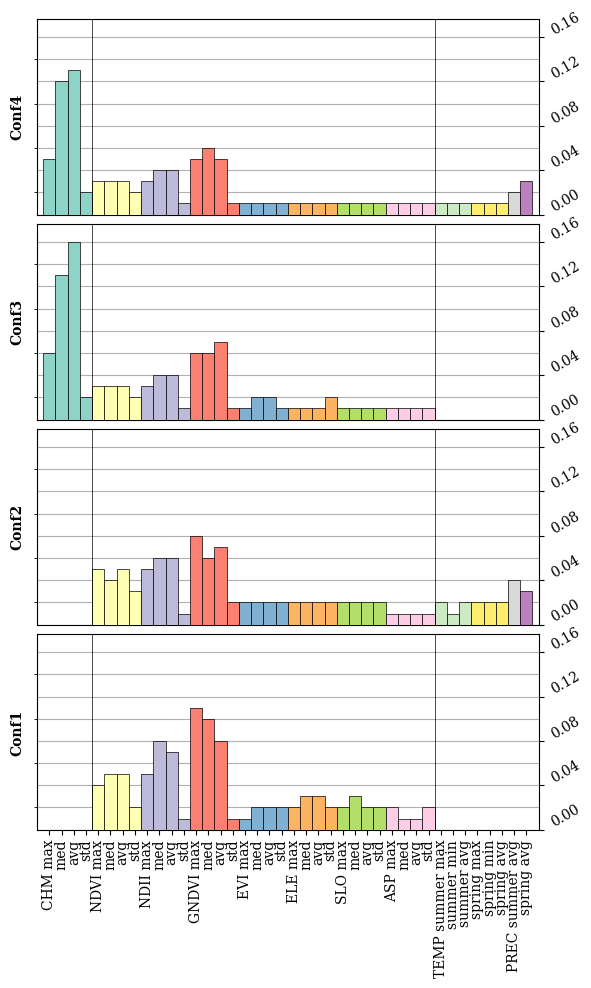 Conf4
0.16
0.12
0.08
0.04
0.00
Conf3
0.16
0.12
0.08
0.04
0.00
Conf2
0.16
0.12
0.08
0.04
0.00
Conf1
0.16
0.12
0.08
0.04
0.00
CHM max
med
avg
std
NDVI max
med
avg
std
NDII max
med
avg
std
GNDVI max
med
avg
std
EVI max
med
avg
std
ELE max
med
avg
std
SLO max
med
avg
std
ASP max
med
avg
std
TEMP summer max
summer min
summer avg
spring max
spring min
spring avg
PREC summer avg
spring avg